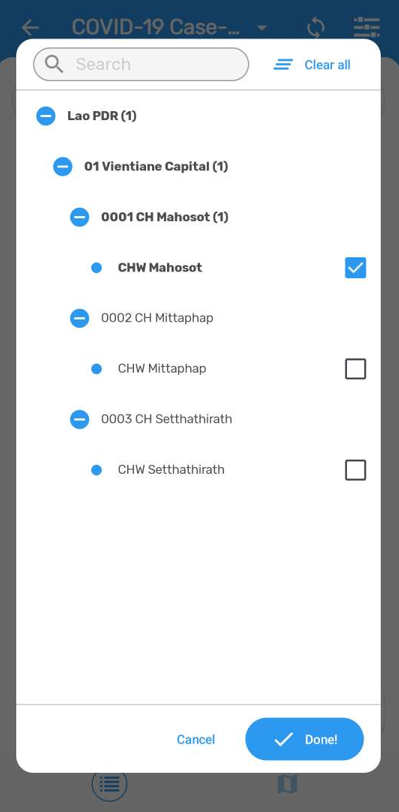 COVID-19 Case-...
Search
Clear all
Lao PDR (1)
01 Vientiane Capital (1)
0001 CH Mahosot (1)
CHW Mahosot
0002 CH Mittaphap
CHW Mittaphap
0003 CH Setthathirath
CHW Setthathirath
Cancel
Done!